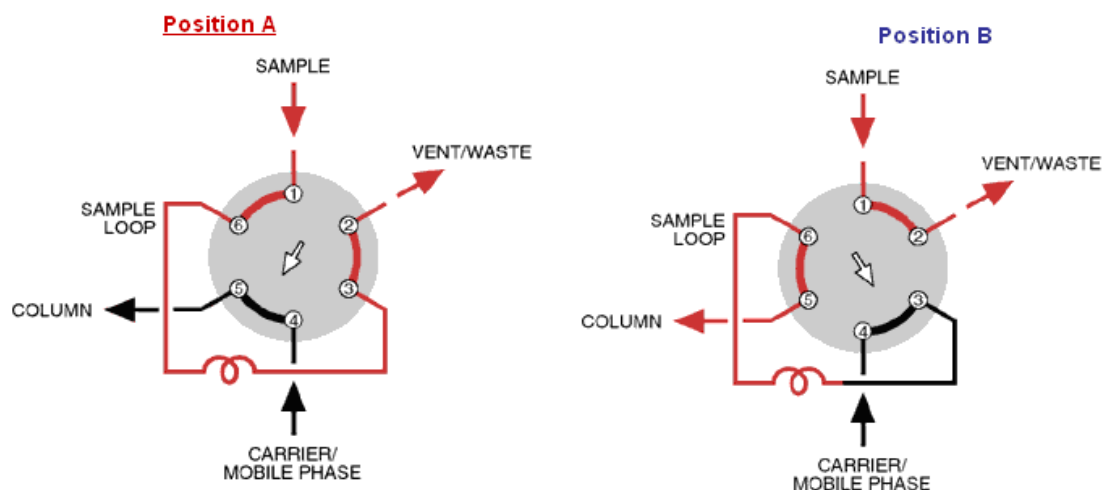 Position A
SAMPLE
VENT/WASTE
1
2
6
SAMPLE
LOOP
5
3
4
COLUMN
CARRIER/
MOBILE PHASE
Position B
SAMPLE
VENT/WASTE
1
2
6
SAMPLE
LOOP
5
3
4
COLUMN
CARRIER/
MOBILE PHASE